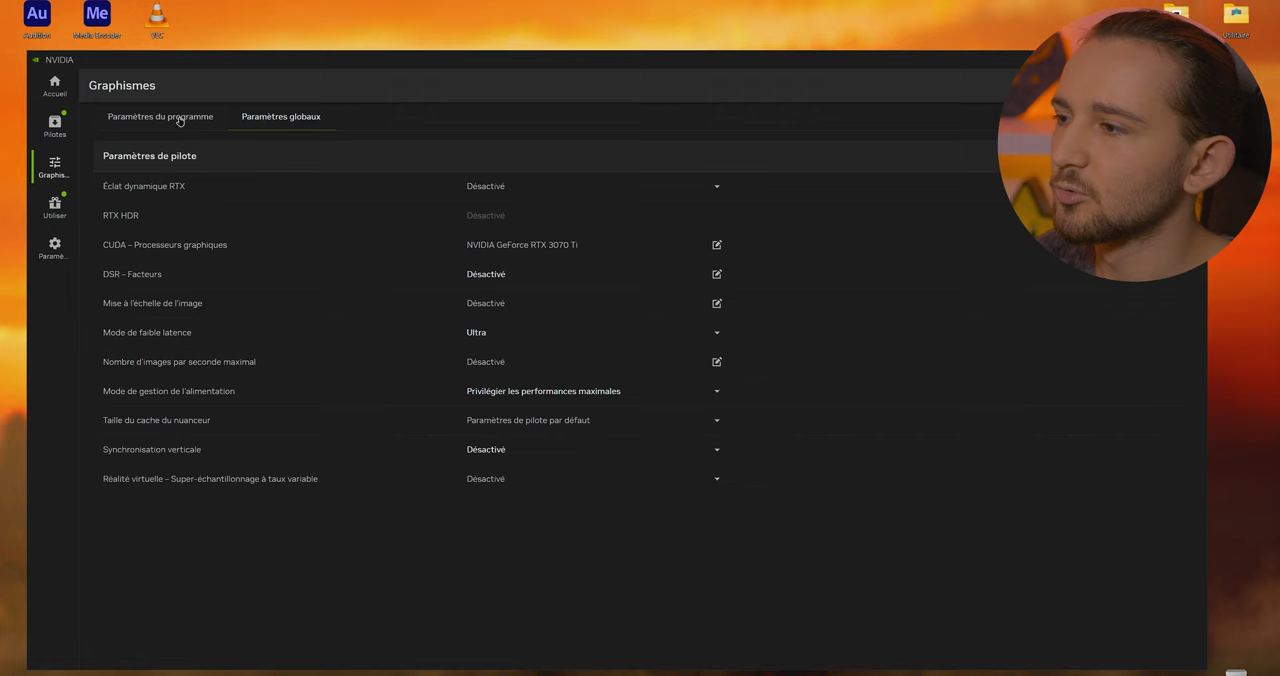 Au
Me
Audition
Media Encoder
VLC
Utilitaire
NVIDIA
Accueil
Pilotes
Graphis...
Utiliser
Paramè...
Graphismes
Paramètres du programme
Paramètres globaux
Paramètres de pilote
Éclat dynamique RTX
Désactivé
RTX HDR
Désactivé
CUDA – Processeurs graphiques
NVIDIA GeForce RTX 3070 Ti
DSR – Facteurs
Désactivé
Mise à l'échelle de l'image
Désactivé
Mode de faible latence
Ultra
Nombre d'images par seconde maximal
Désactivé
Mode de gestion de l'alimentation
Privilégier les performances maximales
Taille du cache du nuanceur
Paramètres de pilote par défaut
Synchronisation verticale
Désactivé
Réalité virtuelle – Super-échantillonnage à taux variable
Désactivé